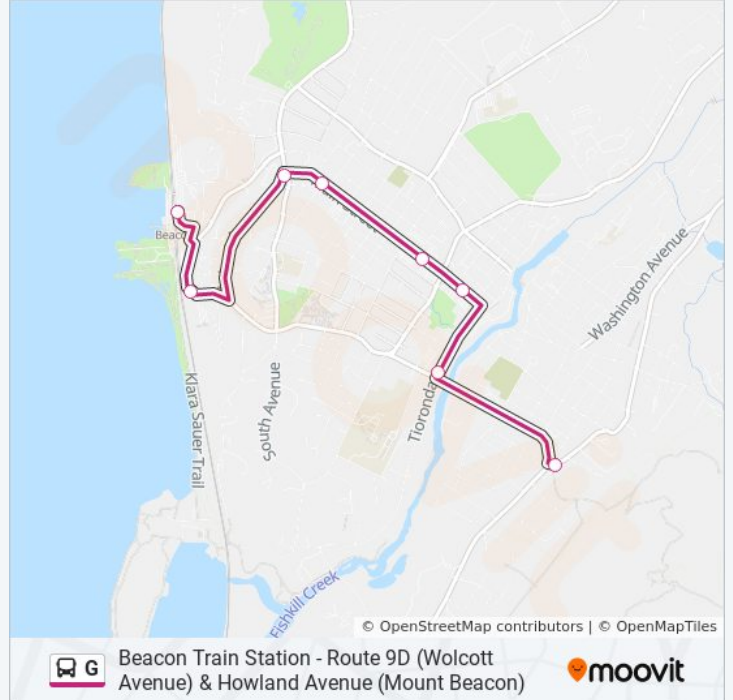 Beaco
Washington Avenue
Klara Sauer Trail
South Avenue
Tioronda
Fishkill Creek
© OpenStreetMap contributors | © OpenMapTiles
G
Beacon Train Station - Route 9D (Wolcott
Avenue) & Howland Avenue (Mount Beacon)
moovit